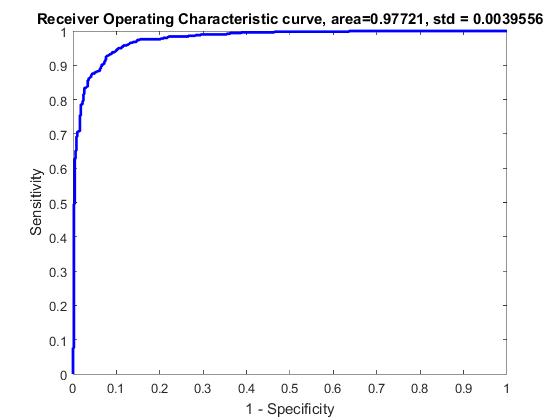 Receiver Operating Characteristic curve, area=0.97721, std = 0.0039556
1
0.9
0.8
0.7
0.6
0.5
0.4
0.3
0.2
0.1
0
Sensitivity
0 0.1 0.2 0.3 0.4 0.5 0.6 0.7 0.8 0.9 1
1 - Specificity